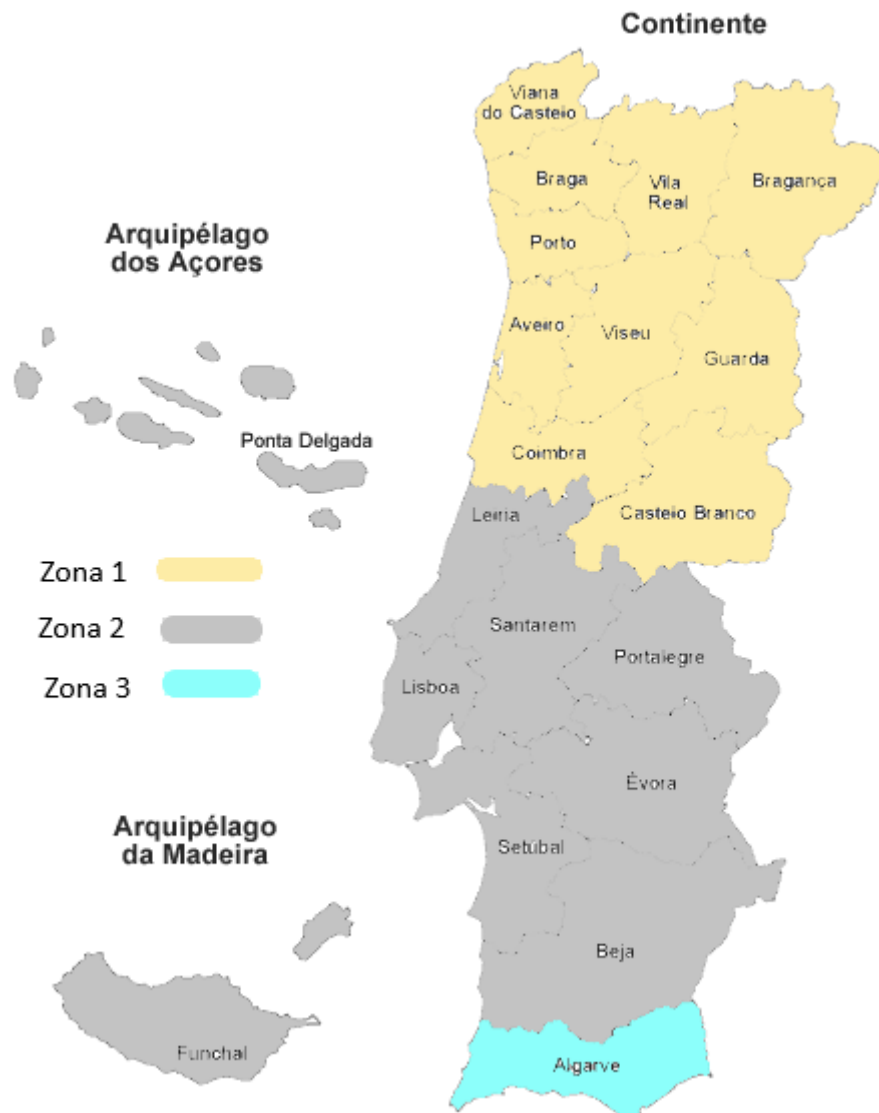 Continente
Viana
do Casteio
Braga
Vila
Real
Bragança
Porto
Arquipélago
dos Açores
Aveiro
Viseu
Guarda
Ponta Delgada
Coimbra
Casteio Branco
Leiria
Zona 1
Zona 2
Zona 3
Santarem
Portalegre
Lisboa
Évora
Arquipélago
da Madeira
Setúbal
Beja
Funchal
Algarve